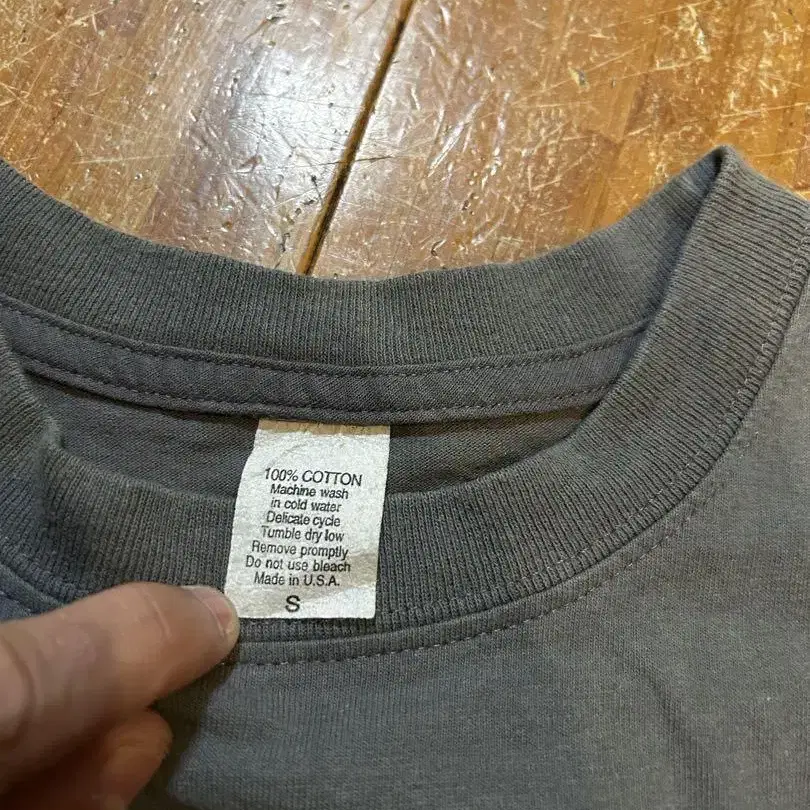 100% COTTON
Machine wash
in cold water
Delicate cycle
Tumble dry low
Remove promptly
Do not use bleach
Made in U.S.A.
S